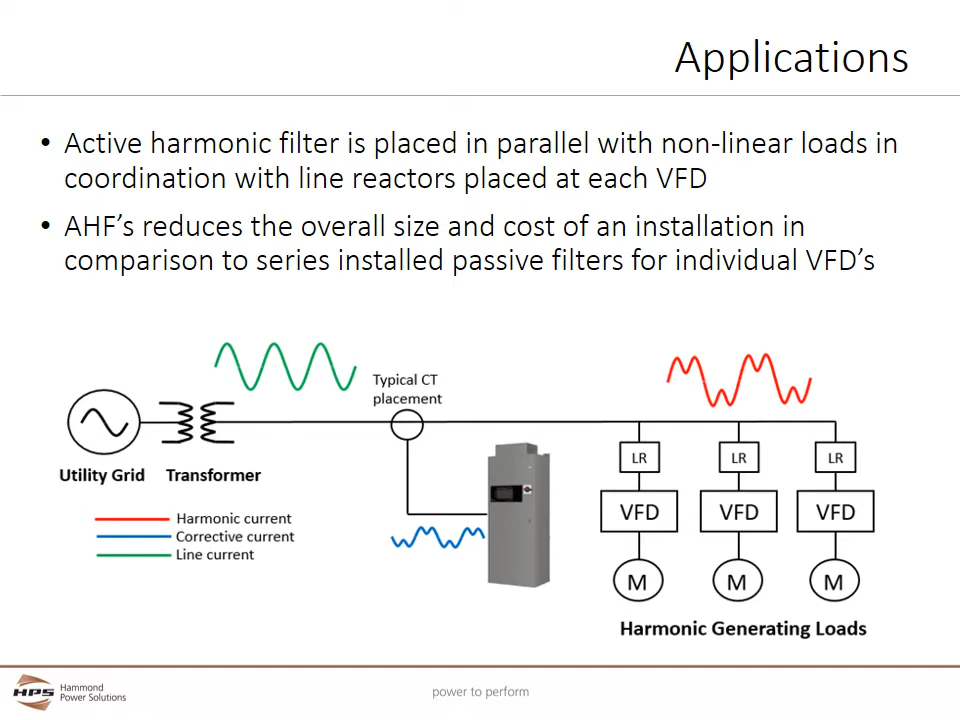 Applications
• Active harmonic filter is placed in parallel with non-linear loads in
coordination with line reactors placed at each VFD
• AHF’s reduces the overall size and cost of an installation in
comparison to series installed passive filters for individual VFD’s
Typical CT
placement
Utility Grid
Transformer
Harmonic current
Corrective current
Line current
LR
LR
LR
VFD
VFD
VFD
M
M
M
Harmonic Generating Loads
HPS
Hammond
Power Solutions
power to perform